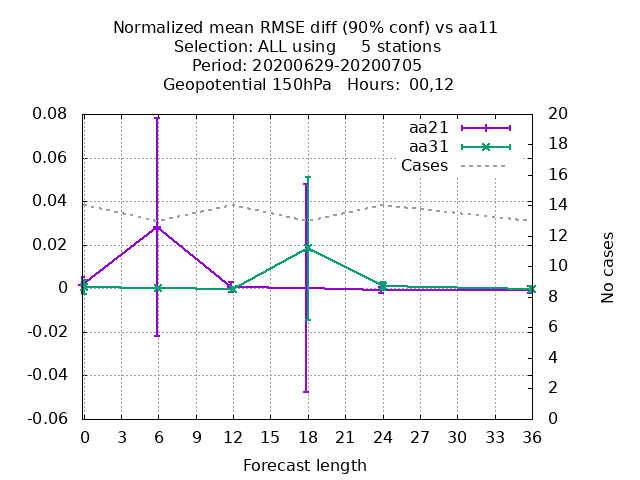 Normalized mean RMSE diff (90% conf) vs aa11
Selection: ALL using     5 stations
Period: 20200629-20200705
Geopotential 150hPa   Hours: 00,12
0.08
0.06
0.04
0.02
0
-0.02
-0.04
-0.06
aa21
aa31
Cases
20
18
16
14
12
10
8
6
4
2
0
No cases
0 3 6 9 12 15 18 21 24 27 30 33 36
Forecast length